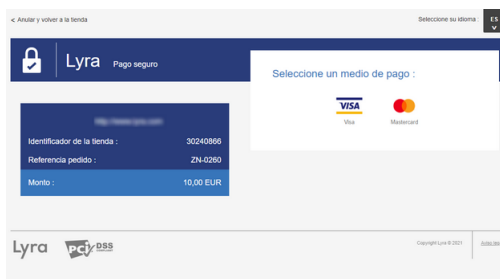 < Anular y volver a la tienda
Seleccione su idioma :
ES
Lyra Pago seguro
Seleccione un medio de pago :
VISA
Visa
Mastercard
Identificador de la tienda : 30240866
Referencia pedido : ZN-0260
Monto : 10,00 EUR
Lyra
PCI DSS
Copyright Lyra © 2021